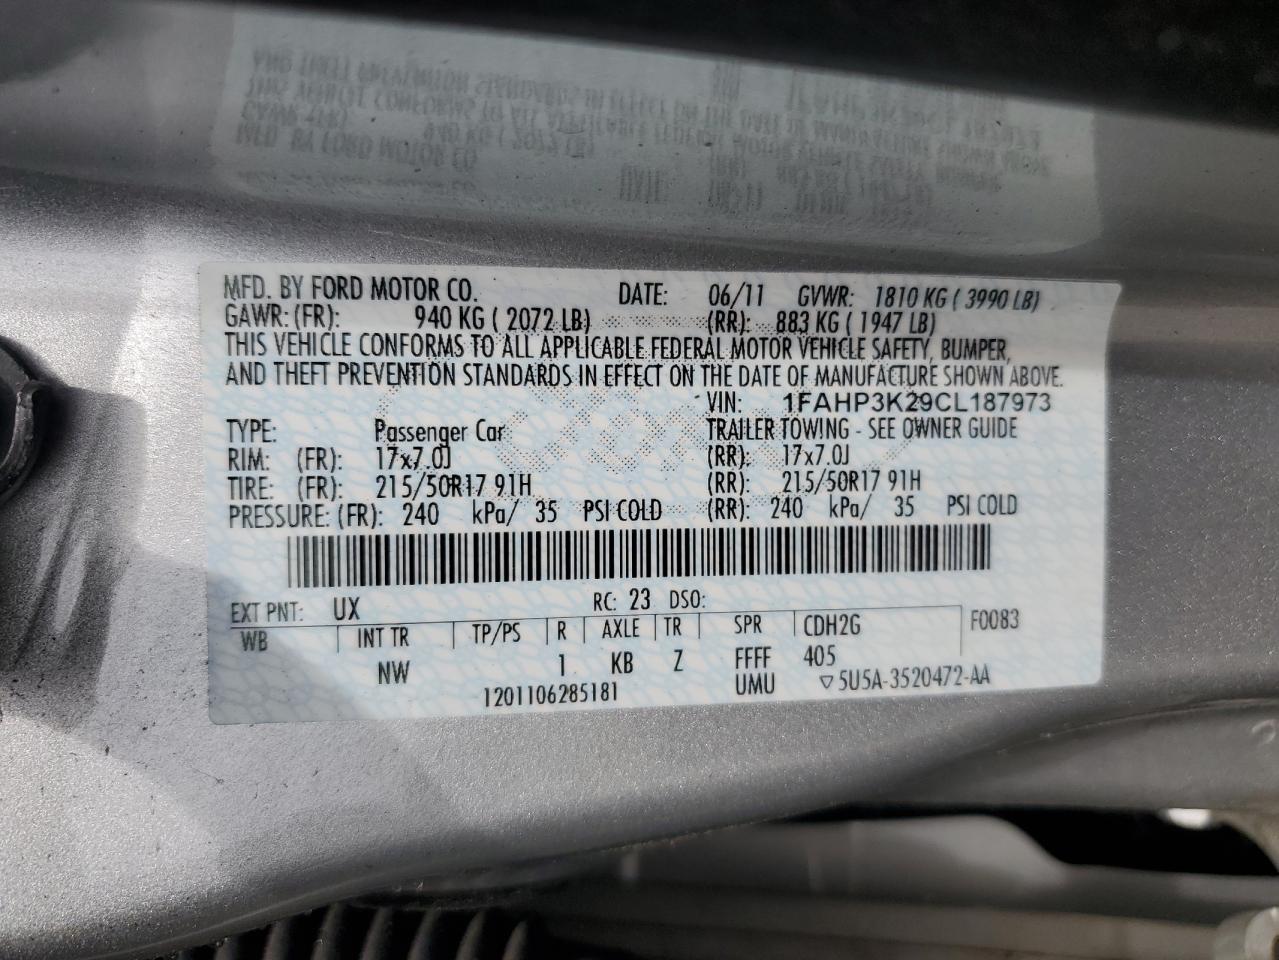 MFD. BY FORD MOTOR CO. DATE: 06/11 GVWR: 1810 KG ( 3990 LB)
GAWR: (FR): 940 KG ( 2072 LB) (RR): 883 KG ( 1947 LB)
THIS VEHICLE CONFORMS TO ALL APPLICABLE FEDERAL MOTOR VEHICLE SAFETY, BUMPER,
AND THEFT PREVENTION STANDARDS IN EFFECT ON THE DATE OF MANUFACTURE SHOWN ABOVE.
VIN: 1FAHP3K29CL187973
TYPE: Passenger Car TRAILER TOWING - SEE OWNER GUIDE
RIM: (FR): 17x7.0J (RR): 17x7.0J
TIRE: (FR): 215/50R17 91H (RR): 215/50R17 91H
PRESSURE: (FR): 240 kPa/ 35 PSI COLD (RR): 240 kPa/ 35 PSI COLD
EXT PNT: UX RC: 23 DSO:
WB INT TR TP/PS R AXLE TR SPR CDH2G F0083
NW 1 KB Z FFFF 405
1201106285181 UMU ▽5U5A-3520472-AA